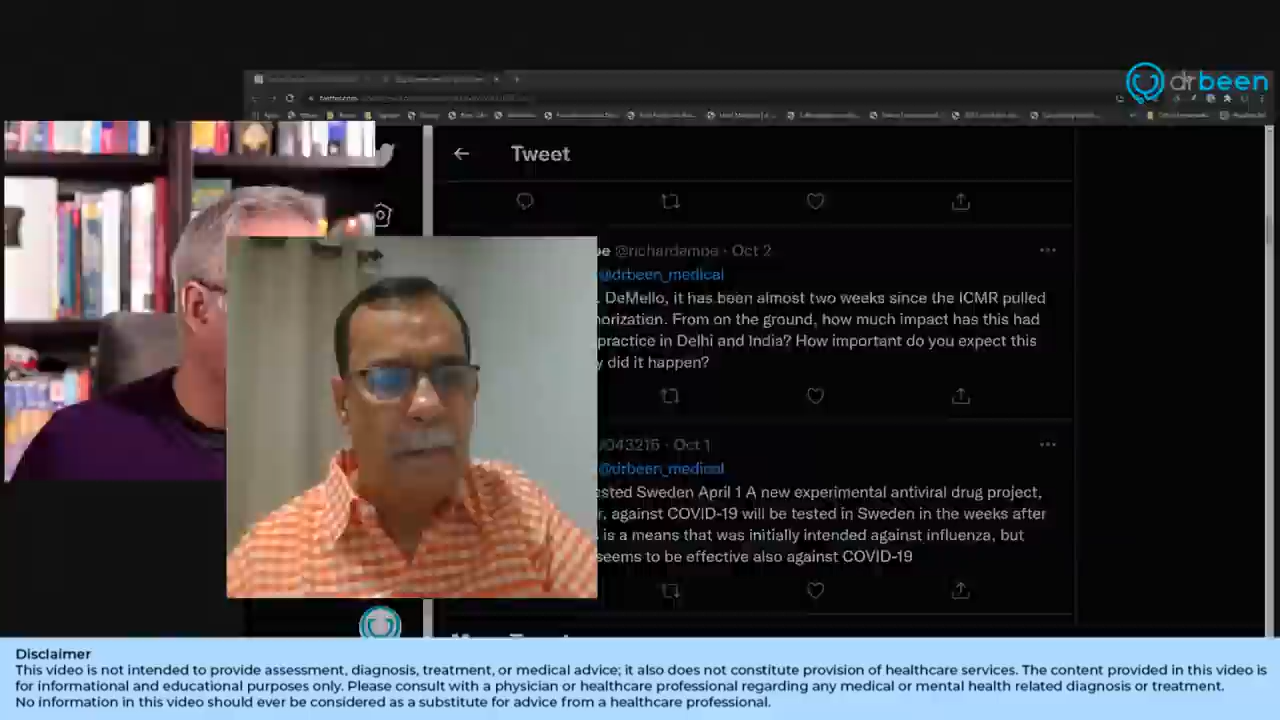 drbeen
Tweet
pe @richardampe · Oct 2
@drbeen_medical
. DeMello, it has been almost two weeks since the ICMR pulled
horization. From on the ground, how much impact has this had
practice in Delhi and India? How important do you expect this
y did it happen?
043215 · Oct 1
@drbeen_medical
ested Sweden April 1 A new experimental antiviral drug project,
r, against COVID-19 will be tested in Sweden in the weeks after
s is a means that was initially intended against influenza, but
seems to be effective also against COVID-19
Disclaimer
This video is not intended to provide assessment, diagnosis, treatment, or medical advice; it also does not constitute provision of healthcare services. The content provided in this video is
for informational and educational purposes only. Please consult with a physician or healthcare professional regarding any medical or mental health related diagnosis or treatment.
No information in this video should ever be considered as a substitute for advice from a healthcare professional.